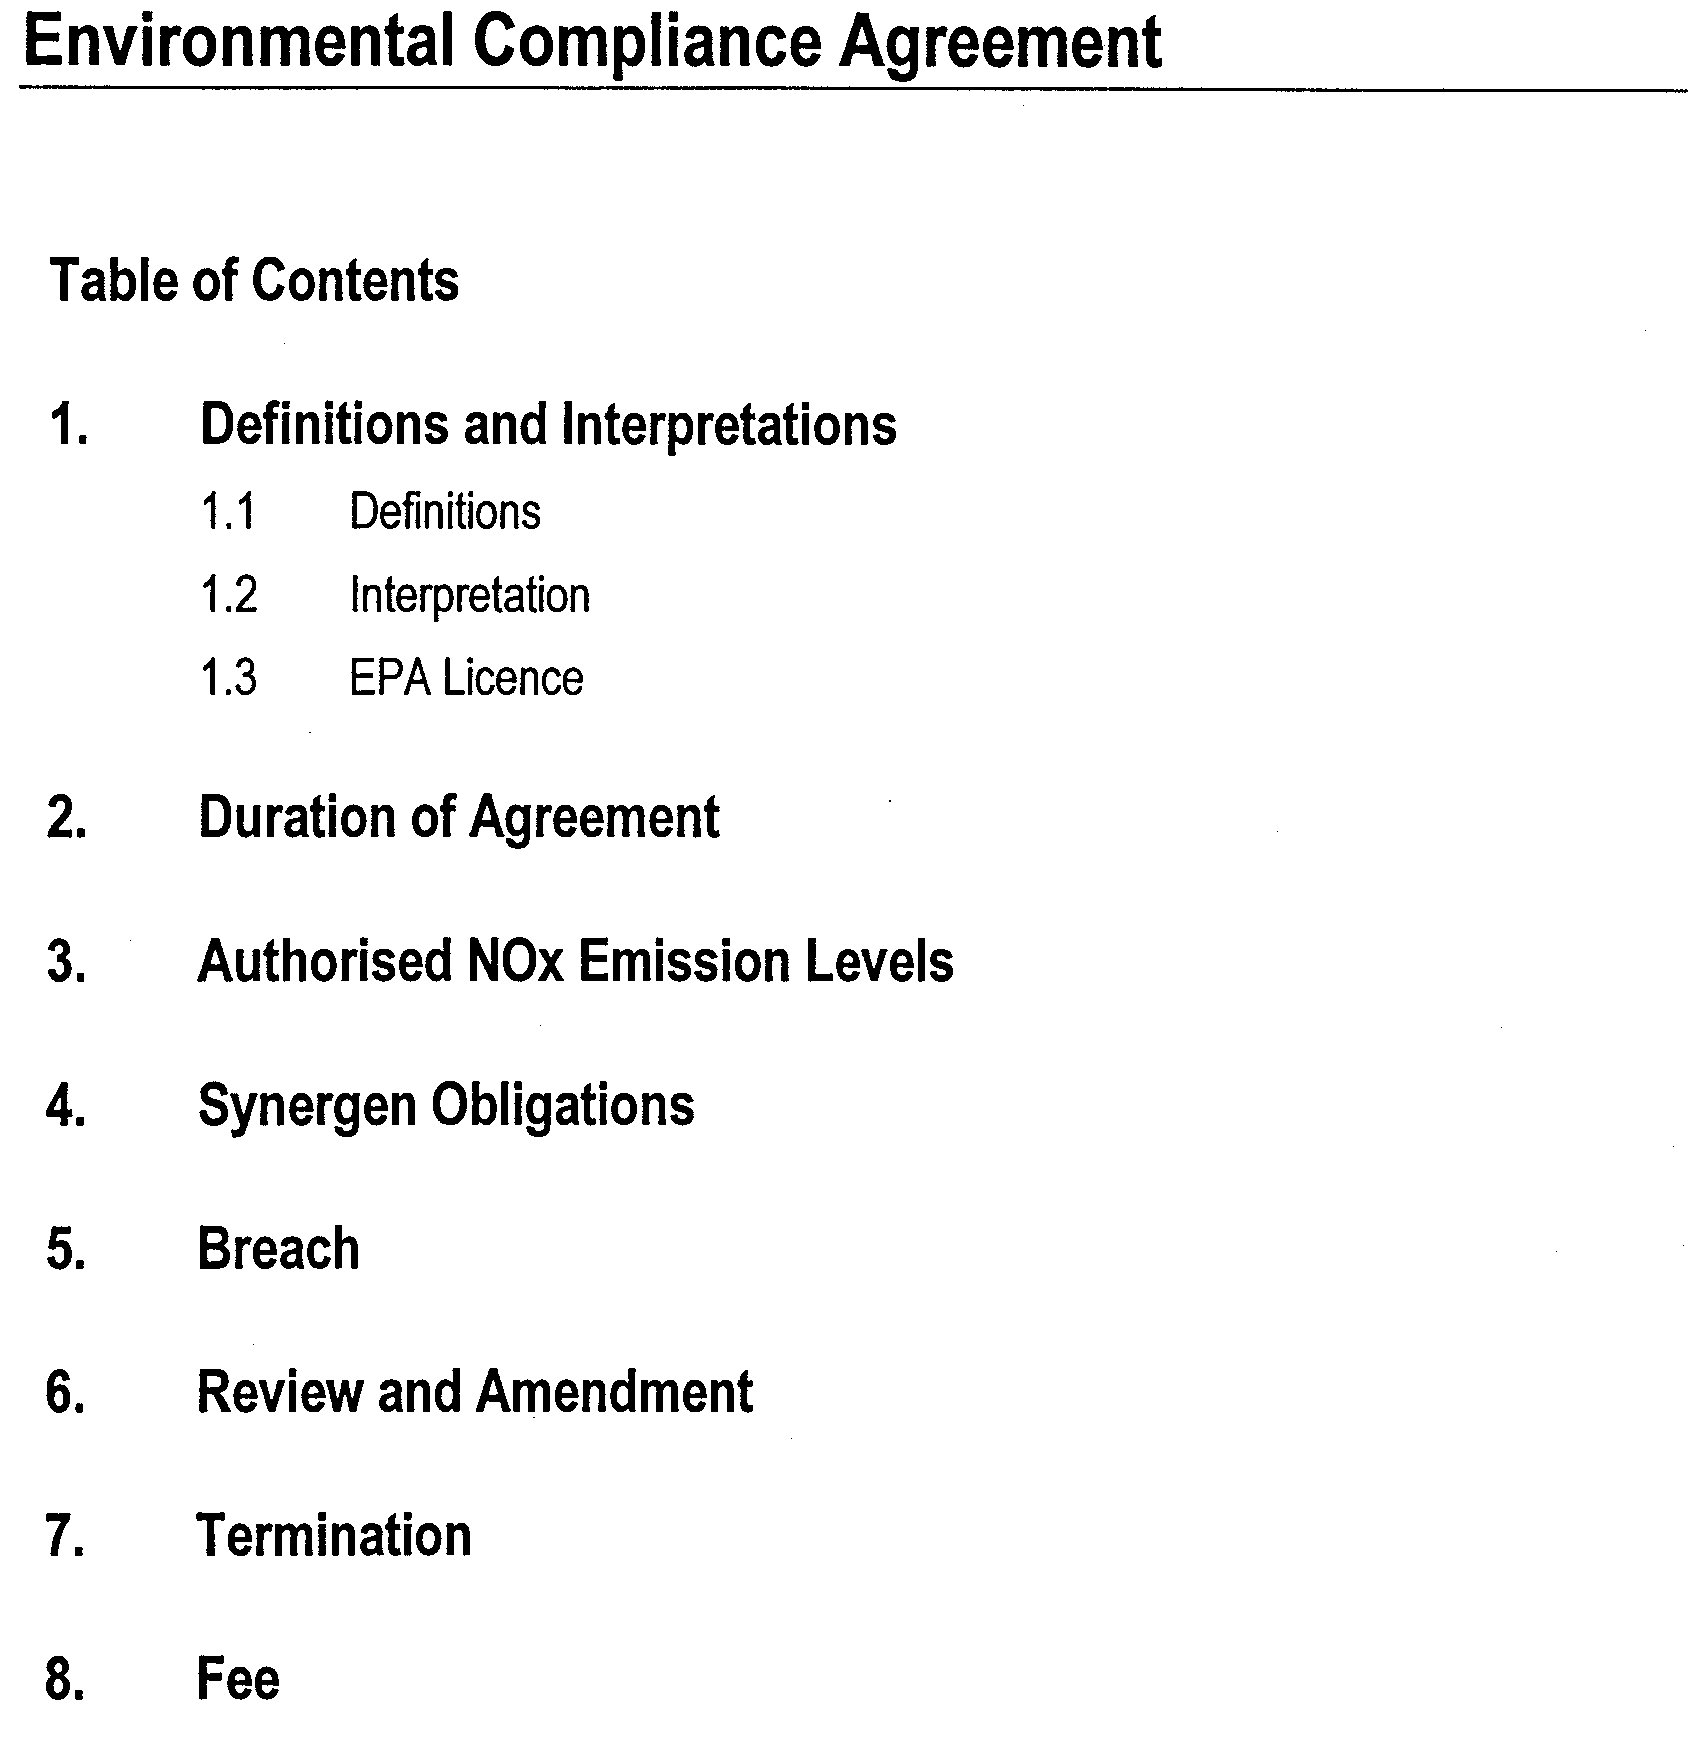 Environmental Compliance Agreement
Table of Contents
1. Definitions and Interpretations
1.1 Definitions
1.2 Interpretation
1.3 EPA Licence
2. Duration of Agreement
3. Authorised NOx Emission Levels
4. Synergen Obligations
5. Breach
6. Review and Amendment
7. Termination
8. Fee